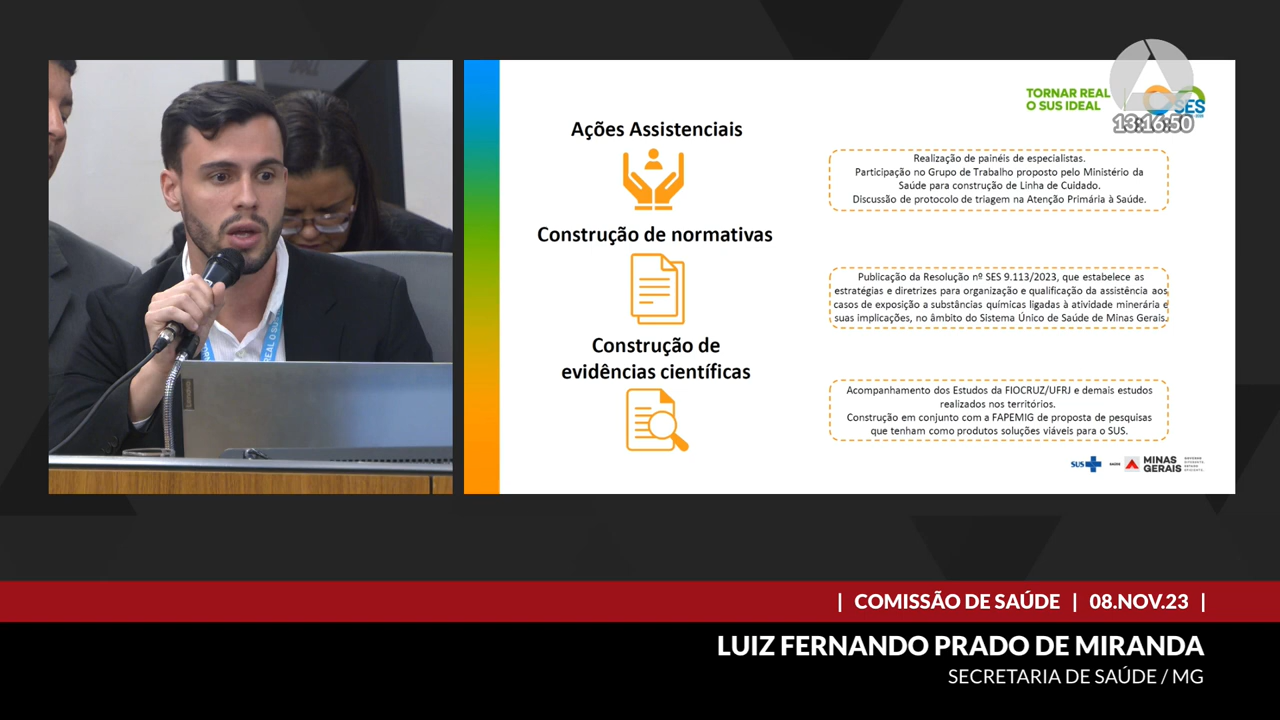 TORNAR REAL
O SUS IDEAL
SES
13:16:50
Ações Assistenciais
Realização de painéis de especialistas.
Participação no Grupo de Trabalho proposto pelo Ministério da
Saúde para construção de Linha de Cuidado.
Discussão de protocolo de triagem na Atenção Primária à Saúde.
Construção de normativas
Publicação da Resolução nº SES 9.113/2023, que estabelece as
estratégias e diretrizes para organização e qualificação da assistência aos
casos de exposição a substâncias químicas ligadas à atividade minerária e
suas implicações, no âmbito do Sistema Único de Saúde de Minas Gerais.
Construção de
evidências científicas
Acompanhamento dos Estudos da FIOCRUZ/UFRJ e demais estudos
realizados nos territórios.
Construção em conjunto com a FAPEMIG de proposta de pesquisas
que tenham como produtos soluções viáveis para o SUS.
SUS
SAÚDE
MINAS
GERAIS
REAL O SUS
| COMISSÃO DE SAÚDE | 08.NOV.23 |
LUIZ FERNANDO PRADO DE MIRANDA
SECRETARIA DE SAÚDE / MG